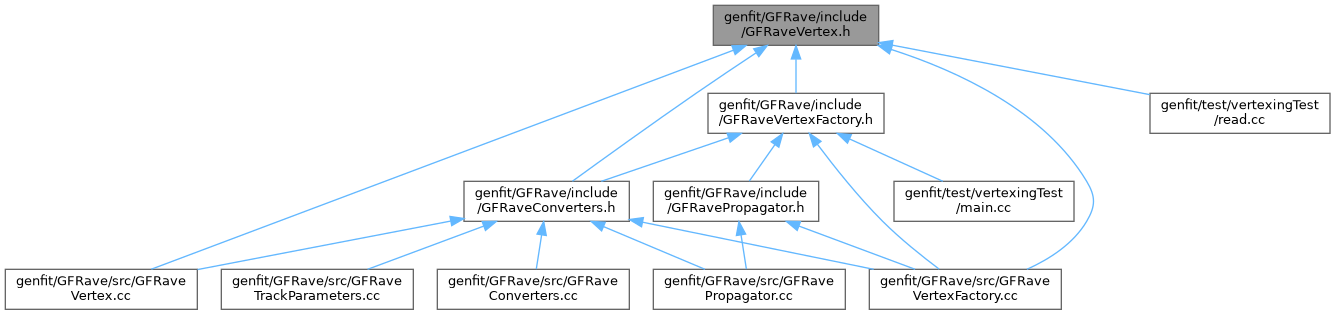 genfit/GFRave/include
/GFRaveVertex.h
genfit/GFRave/include
/GFRaveVertexFactory.h
genfit/test/vertexingTest
/read.cc
genfit/GFRave/include
/GFRaveConverters.h
genfit/GFRave/include
/GFRavePropagator.h
genfit/test/vertexingTest
/main.cc
genfit/GFRave/src/GFRave
Vertex.cc
genfit/GFRave/src/GFRave
TrackParameters.cc
genfit/GFRave/src/GFRave
Converters.cc
genfit/GFRave/src/GFRave
Propagator.cc
genfit/GFRave/src/GFRave
VertexFactory.cc